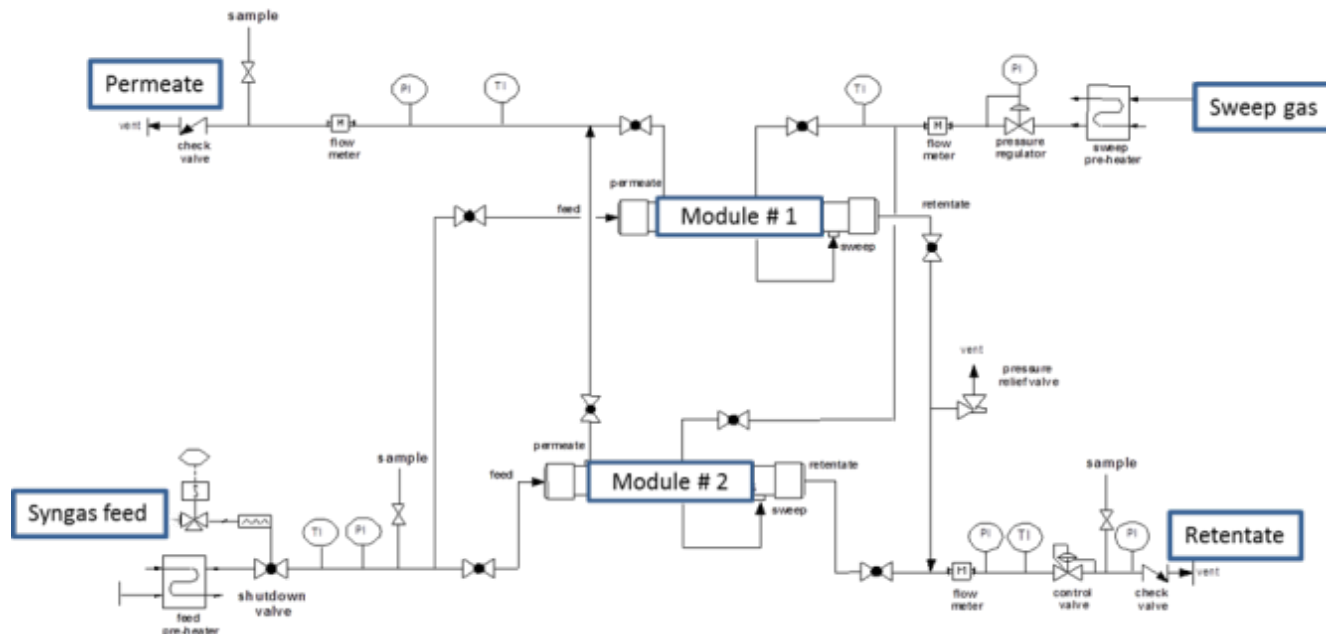 sample
Permeate
PI
TI
vent
check
valve
M
flow
meter
TI
PI
M
flow
meter
pressure
regulator
sweep
pre-heater
Sweep gas
permeate
feed
Module # 1
retentate
sweep
vent
pressure
relief valve
permeate
feed
Module # 2
retentate
sweep
sample
Syngas feed
TI
PI
shutdown
valve
feed
pre-heater
sample
PI
TI
PI
Retentate
M
flow
meter
control
valve
check
valve
vent